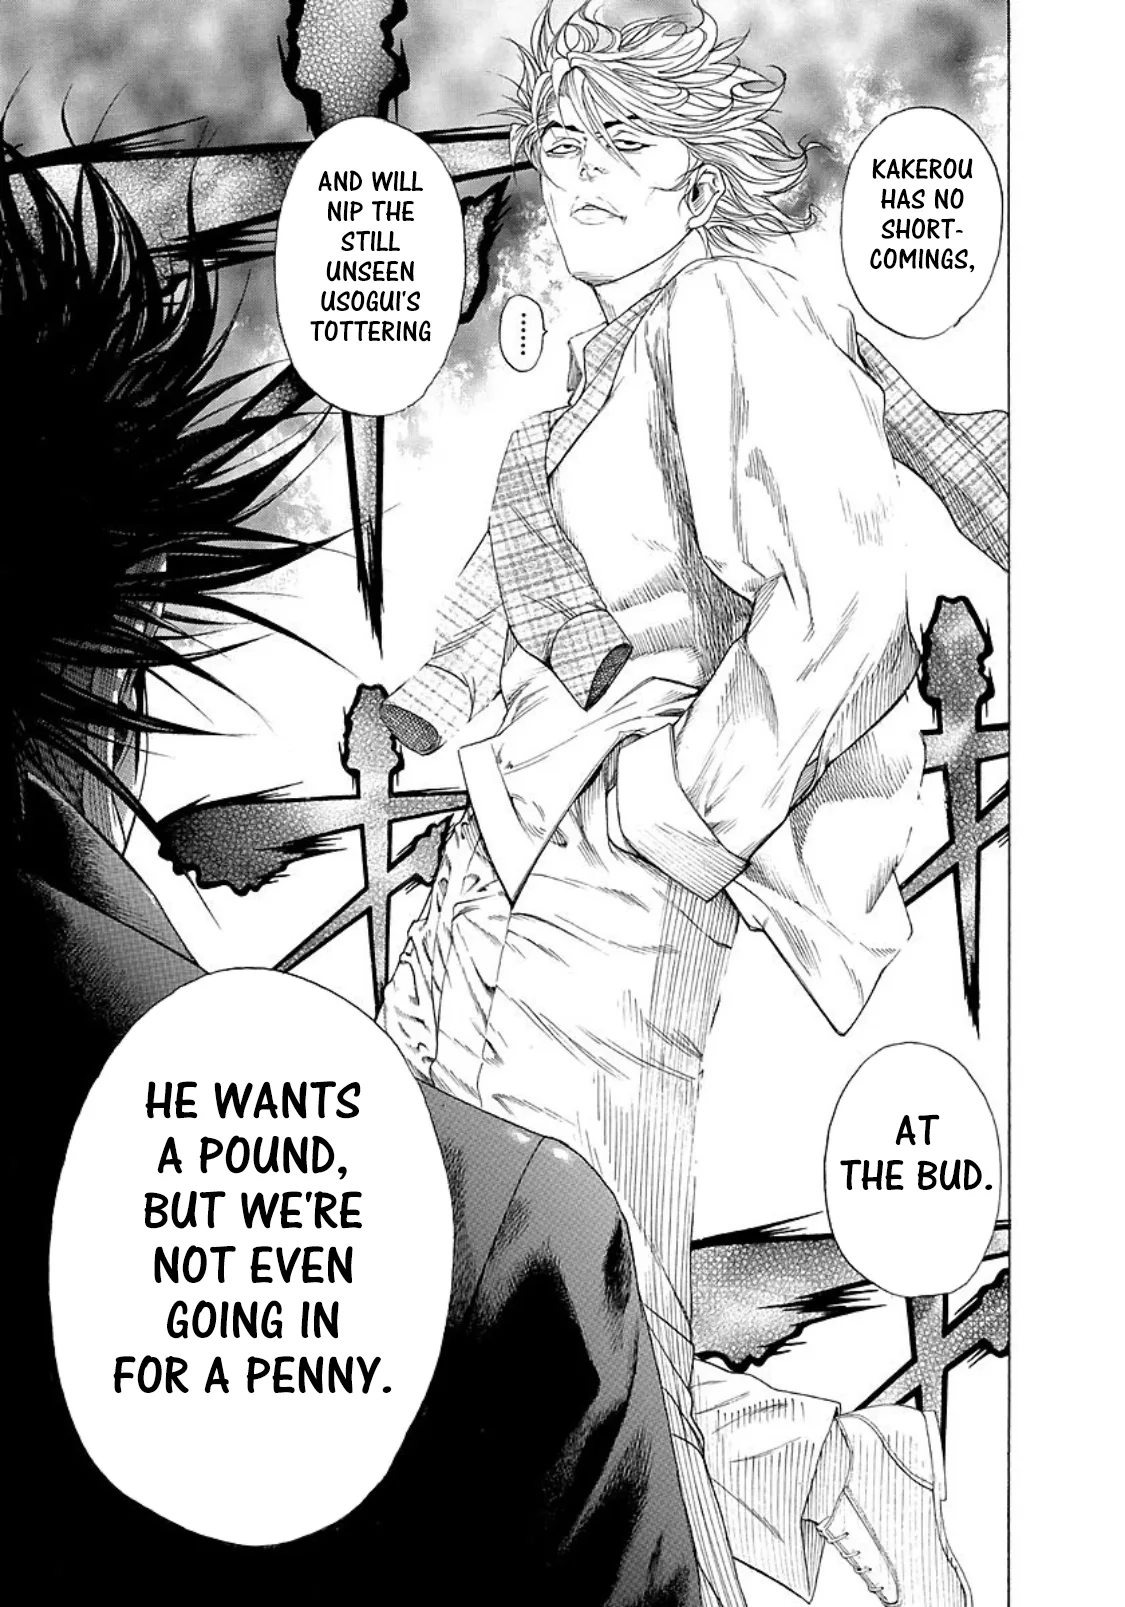 KAKEROU
HAS NO
SHORT-
COMINGS,
AND WILL
NIP THE
STILL
UNSEEN
USOGUI'S
TOTTERING
......
AT
THE BUD.
HE WANTS
A POUND,
BUT WE'RE
NOT EVEN
GOING IN
FOR A PENNY.